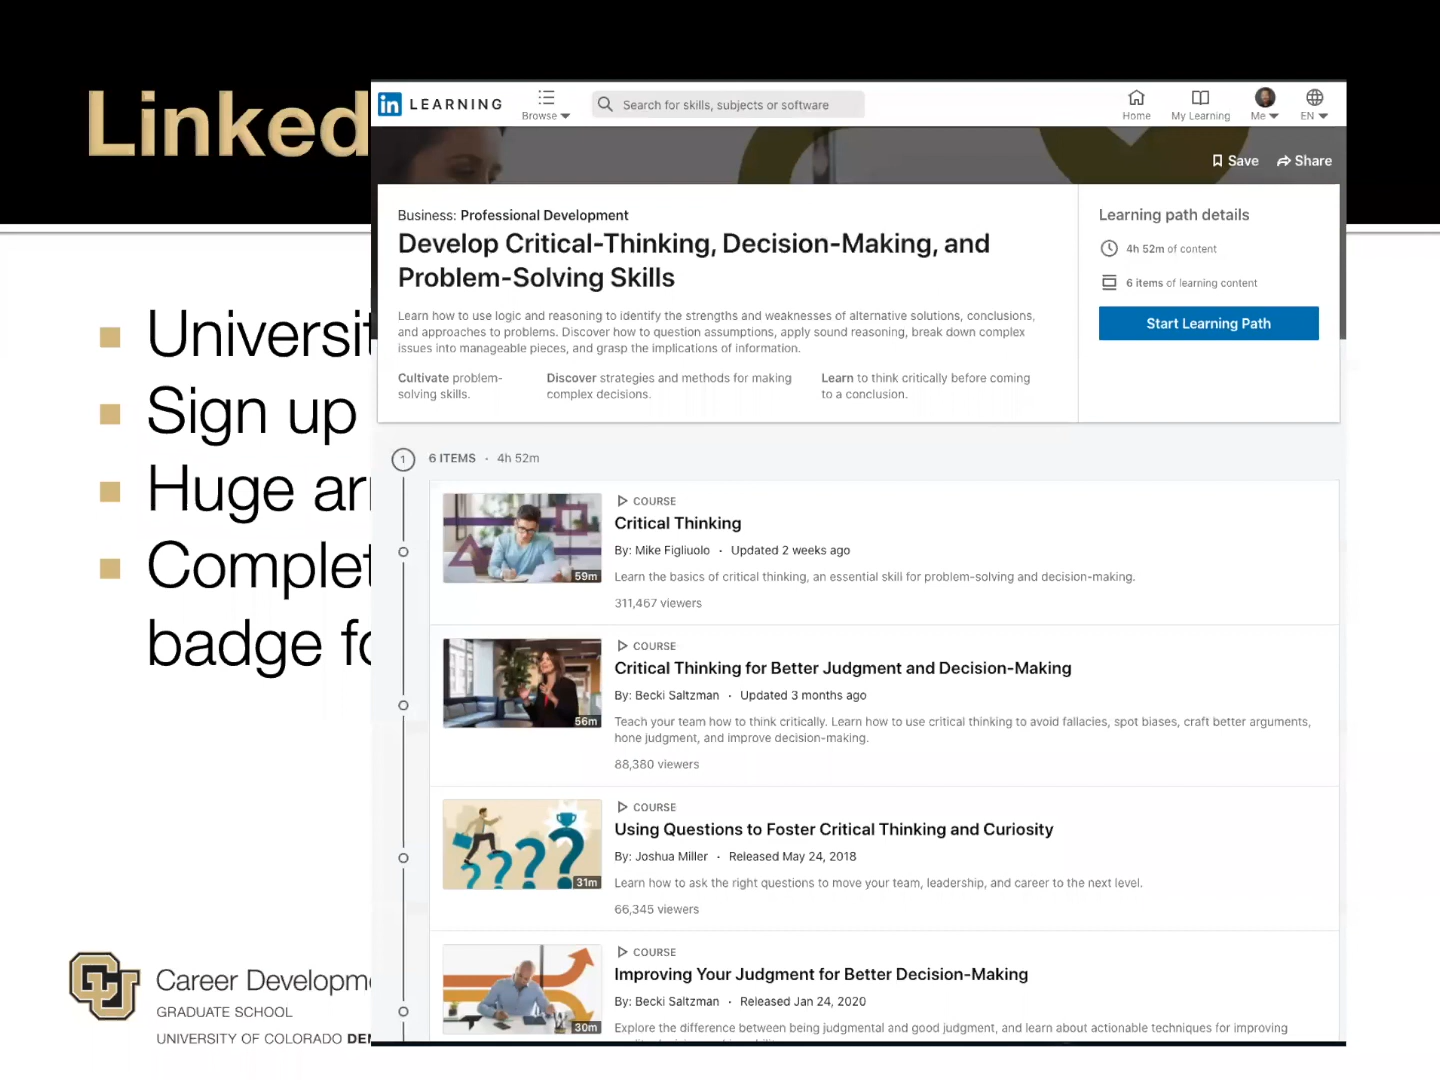 Linked
LEARNING
Browse
Search for skills, subjects or software
Home
My Learning
Me
EN
Save
Share
Business: Professional Development
Develop Critical-Thinking, Decision-Making, and
Problem-Solving Skills
Learn how to use logic and reasoning to identify the strengths and weaknesses of alternative solutions, conclusions,
and approaches to problems. Discover how to question assumptions, apply sound reasoning, break down complex
issues into manageable pieces, and grasp the implications of information.
Cultivate problem-
solving skills.
Discover strategies and methods for making
complex decisions.
Learn to think critically before coming
to a conclusion.
Learning path details
4h 52m of content
6 items of learning content
Start Learning Path
Sign up
Huge
badge
1
6 ITEMS · 4h 52m
COURSE
Critical Thinking
By: Mike Figliuolo · Updated 2 weeks ago
Learn the basics of critical thinking, an essential skill for problem-solving and decision-making.
311,467 viewers
59m
COURSE
Critical Thinking for Better Judgment and Decision-Making
By: Becki Saltzman · Updated 3 months ago
Teach your team how to think critically. Learn how to use critical thinking to avoid fallacies, spot biases, craft better arguments,
hone judgment, and improve decision-making.
88,380 viewers
56m
COURSE
Using Questions to Foster Critical Thinking and Curiosity
By: Joshua Miller · Released May 24, 2018
Learn how to ask the right questions to move your team, leadership, and career to the next level.
66,345 viewers
31m
COURSE
Improving Your Judgment for Better Decision-Making
By: Becki Saltzman · Released Jan 24, 2020
Explore the difference between being judgmental and good judgment, and learn about actionable techniques for improving
30m
CU
Career
GRADUATE SCHOOL
UNIVERSITY OF COLORADO